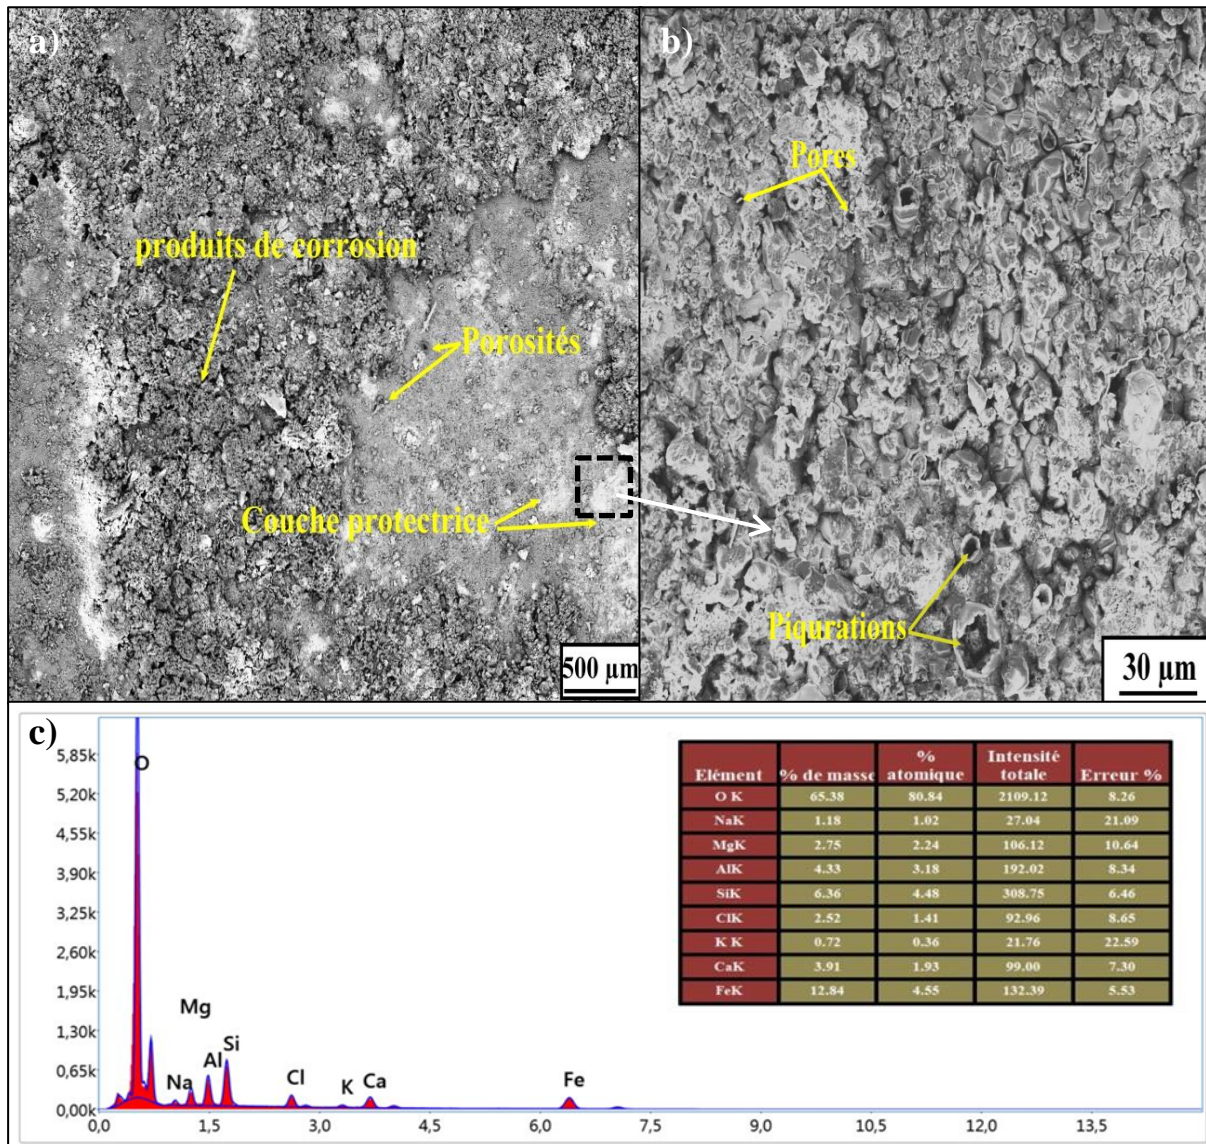 a)
produits de corrosion
Porosités
Couche protectrice
500 µm
b)
Pores
Piqurations
30 µm
c)
5,85k
5,20k
4,55k
3,90k
3,25k
2,60k
1,95k
1,30k
0,65k
0,00k
O
Na
Mg
Al
Si
Cl
K
Ca
Fe
0,0 1,5 3,0 4,5 6,0 7,5 9,0 10,5 12,0 13,5
Elément % de masse % atomique Intensité totale Erreur %
O K 65.38 80.84 2109.12 8.26
NaK 1.18 1.02 27.04 21.09
MgK 2.75 2.24 106.12 10.64
AlK 4.33 3.18 192.02 8.34
SiK 6.36 4.48 308.75 6.46
ClK 2.52 1.41 92.96 8.65
K K 0.72 0.36 21.76 22.59
CaK 3.91 1.93 99.00 7.30
FeK 12.84 4.55 132.39 5.53